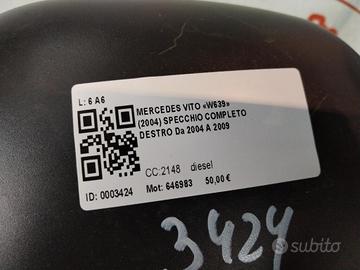 L: 6 A6
MERCEDES VITO «W639»
(2004) SPECCHIO COMPLETO
DESTRO Da 2004 A 2009
CC:2148 diesel
ID: 0003424
Mot: 646983 50,00 €
3424
subito